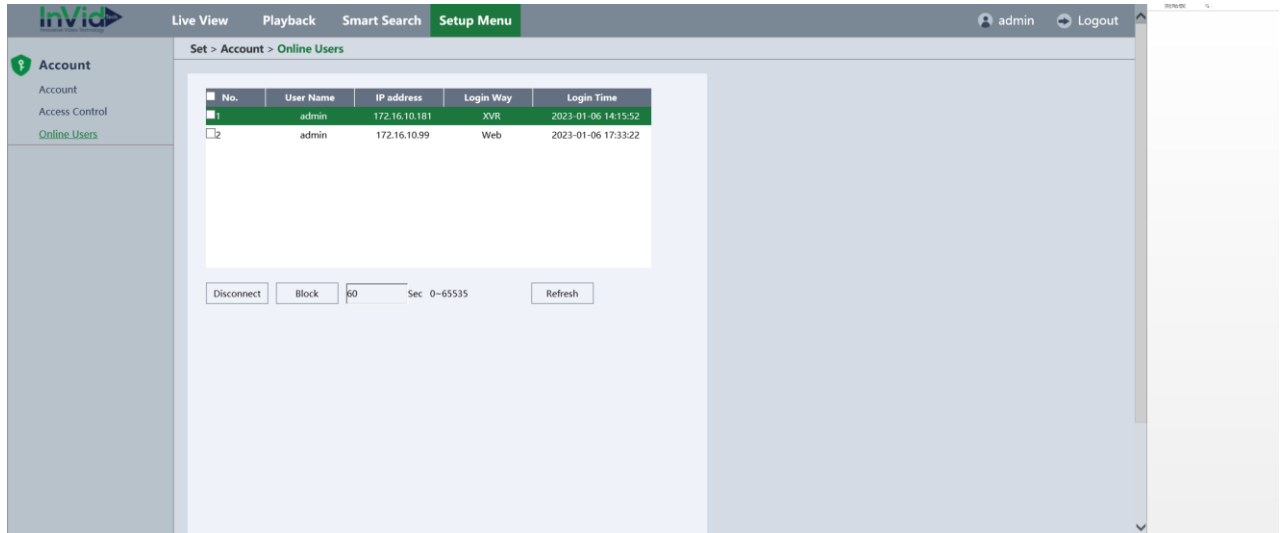 InVid Tech
Live View Playback Smart Search Setup Menu admin Logout
Set > Account > Online Users
Account
Account
Access Control
Online Users
No. User Name IP address Login Way Login Time
1 admin 172.16.10.181 XVR 2023-01-06 14:15:52
2 admin 172.16.10.99 Web 2023-01-06 17:33:22
Disconnect Block 60 Sec 0~65535 Refresh